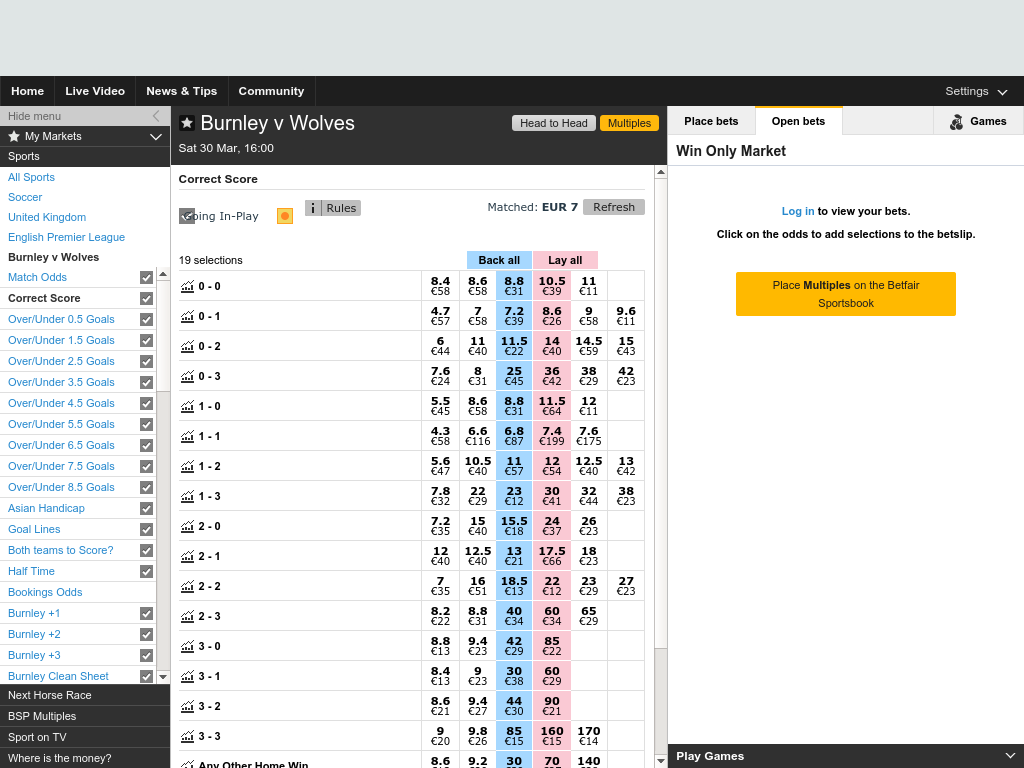 Home Live Video News & Tips Community Settings
Hide menu
My Markets
Sports
All Sports
Soccer
United Kingdom
English Premier League
Burnley v Wolves
Match Odds
Correct Score
Over/Under 0.5 Goals
Over/Under 1.5 Goals
Over/Under 2.5 Goals
Over/Under 3.5 Goals
Over/Under 4.5 Goals
Over/Under 5.5 Goals
Over/Under 6.5 Goals
Over/Under 7.5 Goals
Over/Under 8.5 Goals
Asian Handicap
Goal Lines
Both teams to Score?
Half Time
Bookings Odds
Burnley +1
Burnley +2
Burnley +3
Burnley Clean Sheet
Next Horse Race
BSP Multiples
Sport on TV
Where is the money?
Burnley v Wolves
Head to Head Multiples
Sat 30 Mar, 16:00
Correct Score
Going In-Play
i Rules
Matched: EUR 7 Refresh
19 selections Back all Lay all
0 - 0 8.4 8.6 8.8 10.5 11
€58 €58 €31 €39 €11
0 - 1 4.7 7 7.2 8.6 9 9.6
€57 €58 €39 €26 €58 €11
0 - 2 6 11 11.5 14 14.5 15
€44 €40 €22 €40 €59 €43
0 - 3 7.6 8 25 36 38 42
€24 €31 €45 €42 €29 €23
1 - 0 5.5 8.6 8.8 11.5 12
€45 €58 €31 €64 €11
1 - 1 4.3 6.6 6.8 7.4 7.6
€58 €116 €87 €199 €175
1 - 2 5.6 10.5 11 12 12.5 13
€47 €40 €57 €54 €40 €42
1 - 3 7.8 22 23 30 32 38
€32 €29 €12 €41 €44 €23
2 - 0 7.2 15 15.5 24 26
€35 €40 €18 €37 €23
2 - 1 12 12.5 13 17.5 18
€40 €40 €21 €66 €23
2 - 2 7 16 18.5 22 23 27
€35 €51 €13 €12 €29 €23
2 - 3 8.2 8.8 40 60 65
€22 €31 €34 €34 €29
3 - 0 8.8 9.4 42 85
€13 €23 €29 €22
3 - 1 8.4 9 30 60
€13 €23 €38 €29
3 - 2 8.6 9.4 44 90
€21 €27 €30 €21
3 - 3 9 9.8 85 160 170
€20 €26 €15 €15 €14
Any Other Home Win 8.6 9.2 30 70 140
Place bets Open bets Games
Win Only Market
Log in to view your bets.
Click on the odds to add selections to the betslip.
Place Multiples on the Betfair
Sportsbook
Play Games